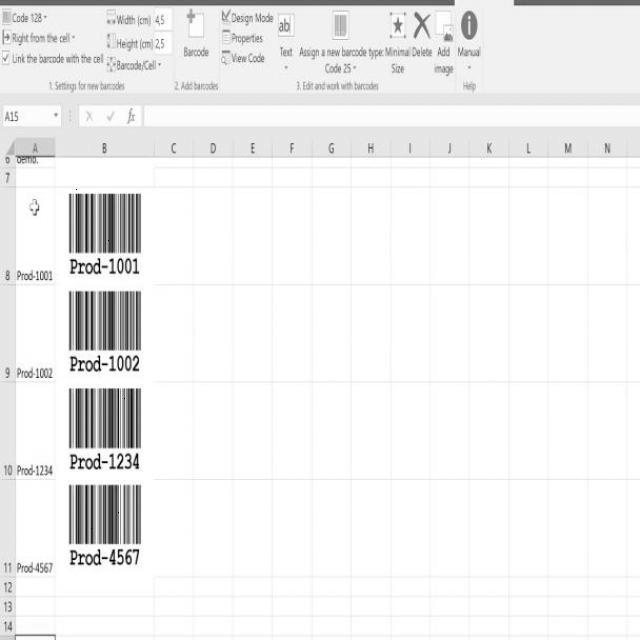 Code 128 Width (cm) 4,5 Design Mode ab
Right from the cell Height (cm) 2,5 Barcode Properties Text Assign a new barcode type: Minimal Delete Add Manual
Link the barcode with the cell Barcode/Cell View Code Code 25 Size image
1. Settings for new barcodes 2. Add barcodes 3. Edit and work with barcodes Help
A15 fx
A B C D E F G H I J K L M N
6 demo.
7
Prod-1001
8 Prod-1001
Prod-1002
9 Prod-1002
Prod-1234
10 Prod-1234
Prod-4567
11 Prod-4567
12
13
14